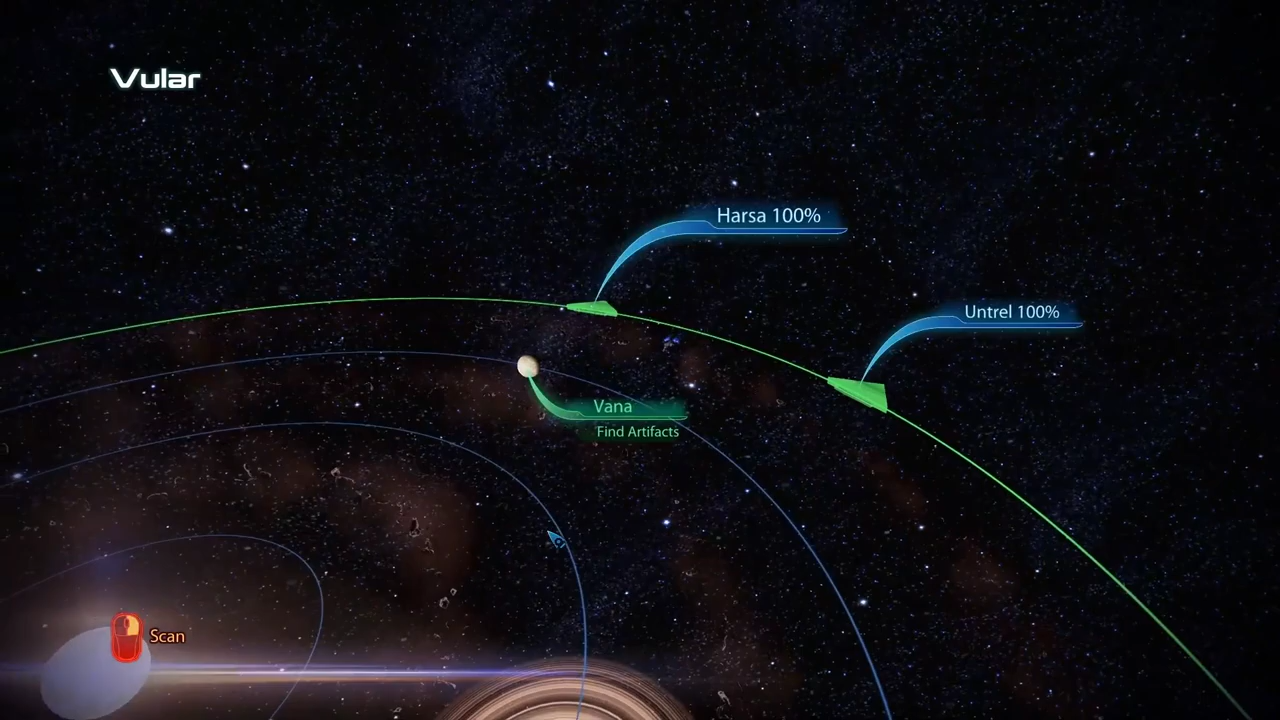 Vular
Harsa 100%
Untrel 100%
Vana
Find Artifacts
Scan